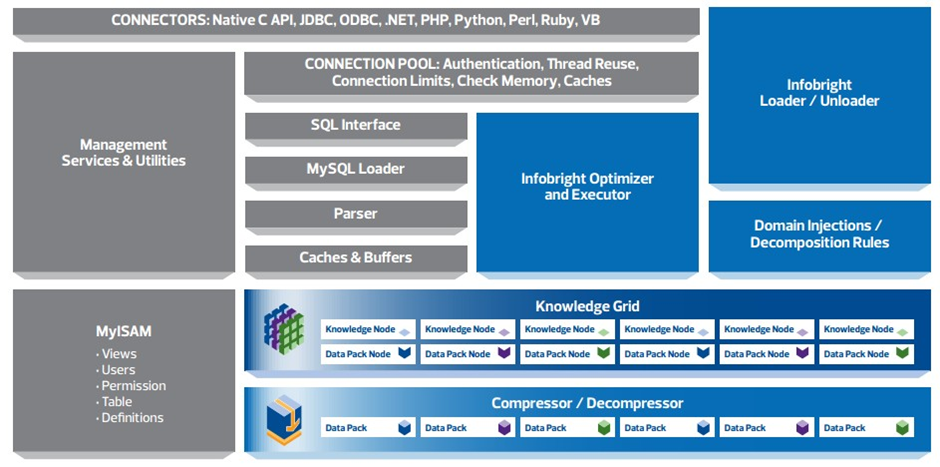 CONNECTORS: Native C API, JDBC, ODBC, .NET, PHP, Python, Perl, Ruby, VB
Management
Services & Utilities
CONNECTION POOL: Authentication, Thread Reuse,
Connection Limits, Check Memory, Caches
SQL Interface
MySQL Loader
Parser
Caches & Buffers
Infobright Optimizer
and Executor
Infobright
Loader / Unloader
Domain Injections /
Decomposition Rules
MyISAM
· Views
· Users
· Permission
· Table
· Definitions
Knowledge Grid
Knowledge Node Knowledge Node Knowledge Node Knowledge Node Knowledge Node Knowledge Node
Data Pack Node Data Pack Node Data Pack Node Data Pack Node Data Pack Node Data Pack Node
Compressor / Decompressor
Data Pack Data Pack Data Pack Data Pack Data Pack Data Pack